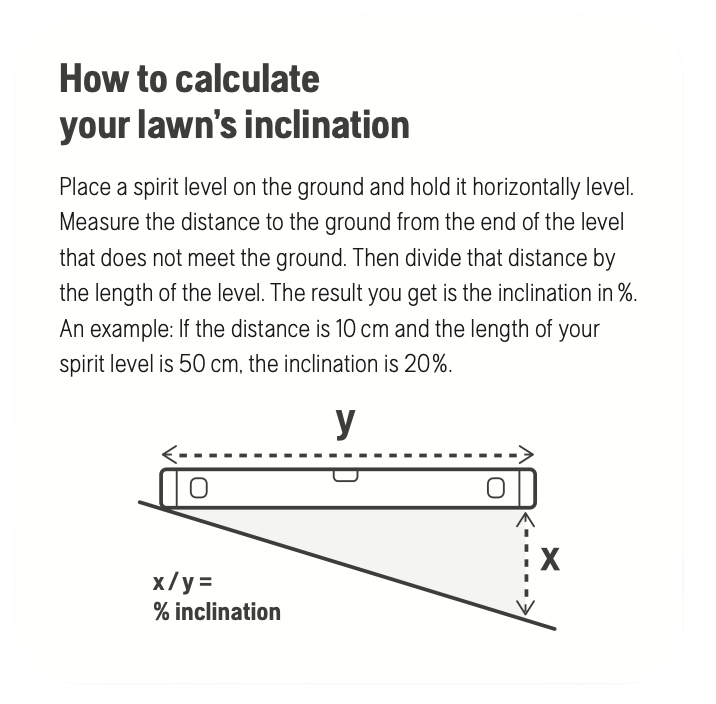 How to calculate
your lawn's inclination
Place a spirit level on the ground and hold it horizontally level.
Measure the distance to the ground from the end of the level
that does not meet the ground. Then divide that distance by
the length of the level. The result you get is the inclination in %.
An example: If the distance is 10 cm and the length of your
spirit level is 50 cm, the inclination is 20%.
y
x
x / y =
% inclination